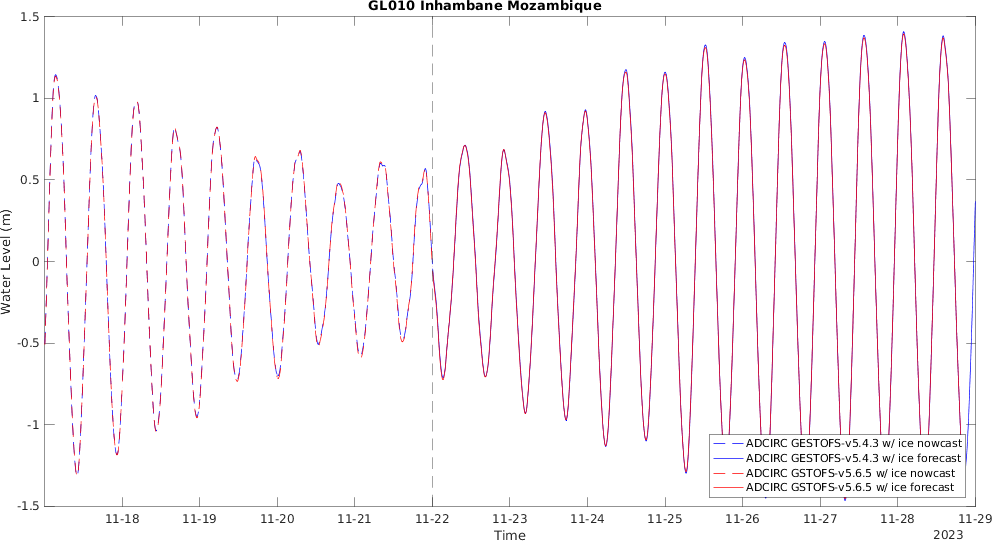 GL010 Inhambane Mozambique
1.5
1
0.5
0
-0.5
-1
-1.5
Water Level (m)
ADCIRC GESTOFS-v5.4.3 w/ ice nowcast
ADCIRC GESTOFS-v5.4.3 w/ ice forecast
ADCIRC GSTOFS-v5.6.5 w/ ice nowcast
ADCIRC GSTOFS-v5.6.5 w/ ice forecast
11-18 11-19 11-20 11-21 11-22 11-23 11-24 11-25 11-26 11-27 11-28 11-29
Time
2023